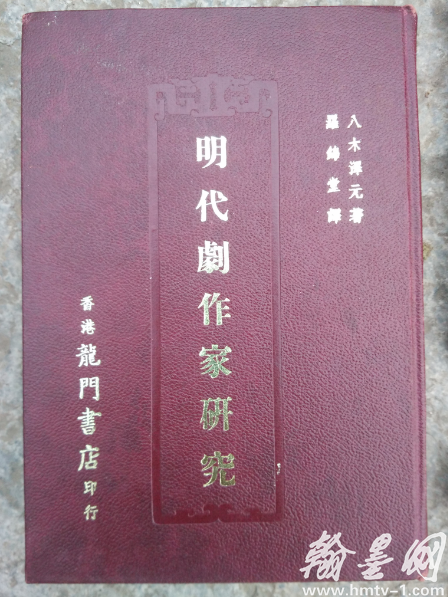 八木澤元著
羅錦堂譯
明代劇作家研究
香港龍門書店印行
翰墨网
www.hmtv-1.com